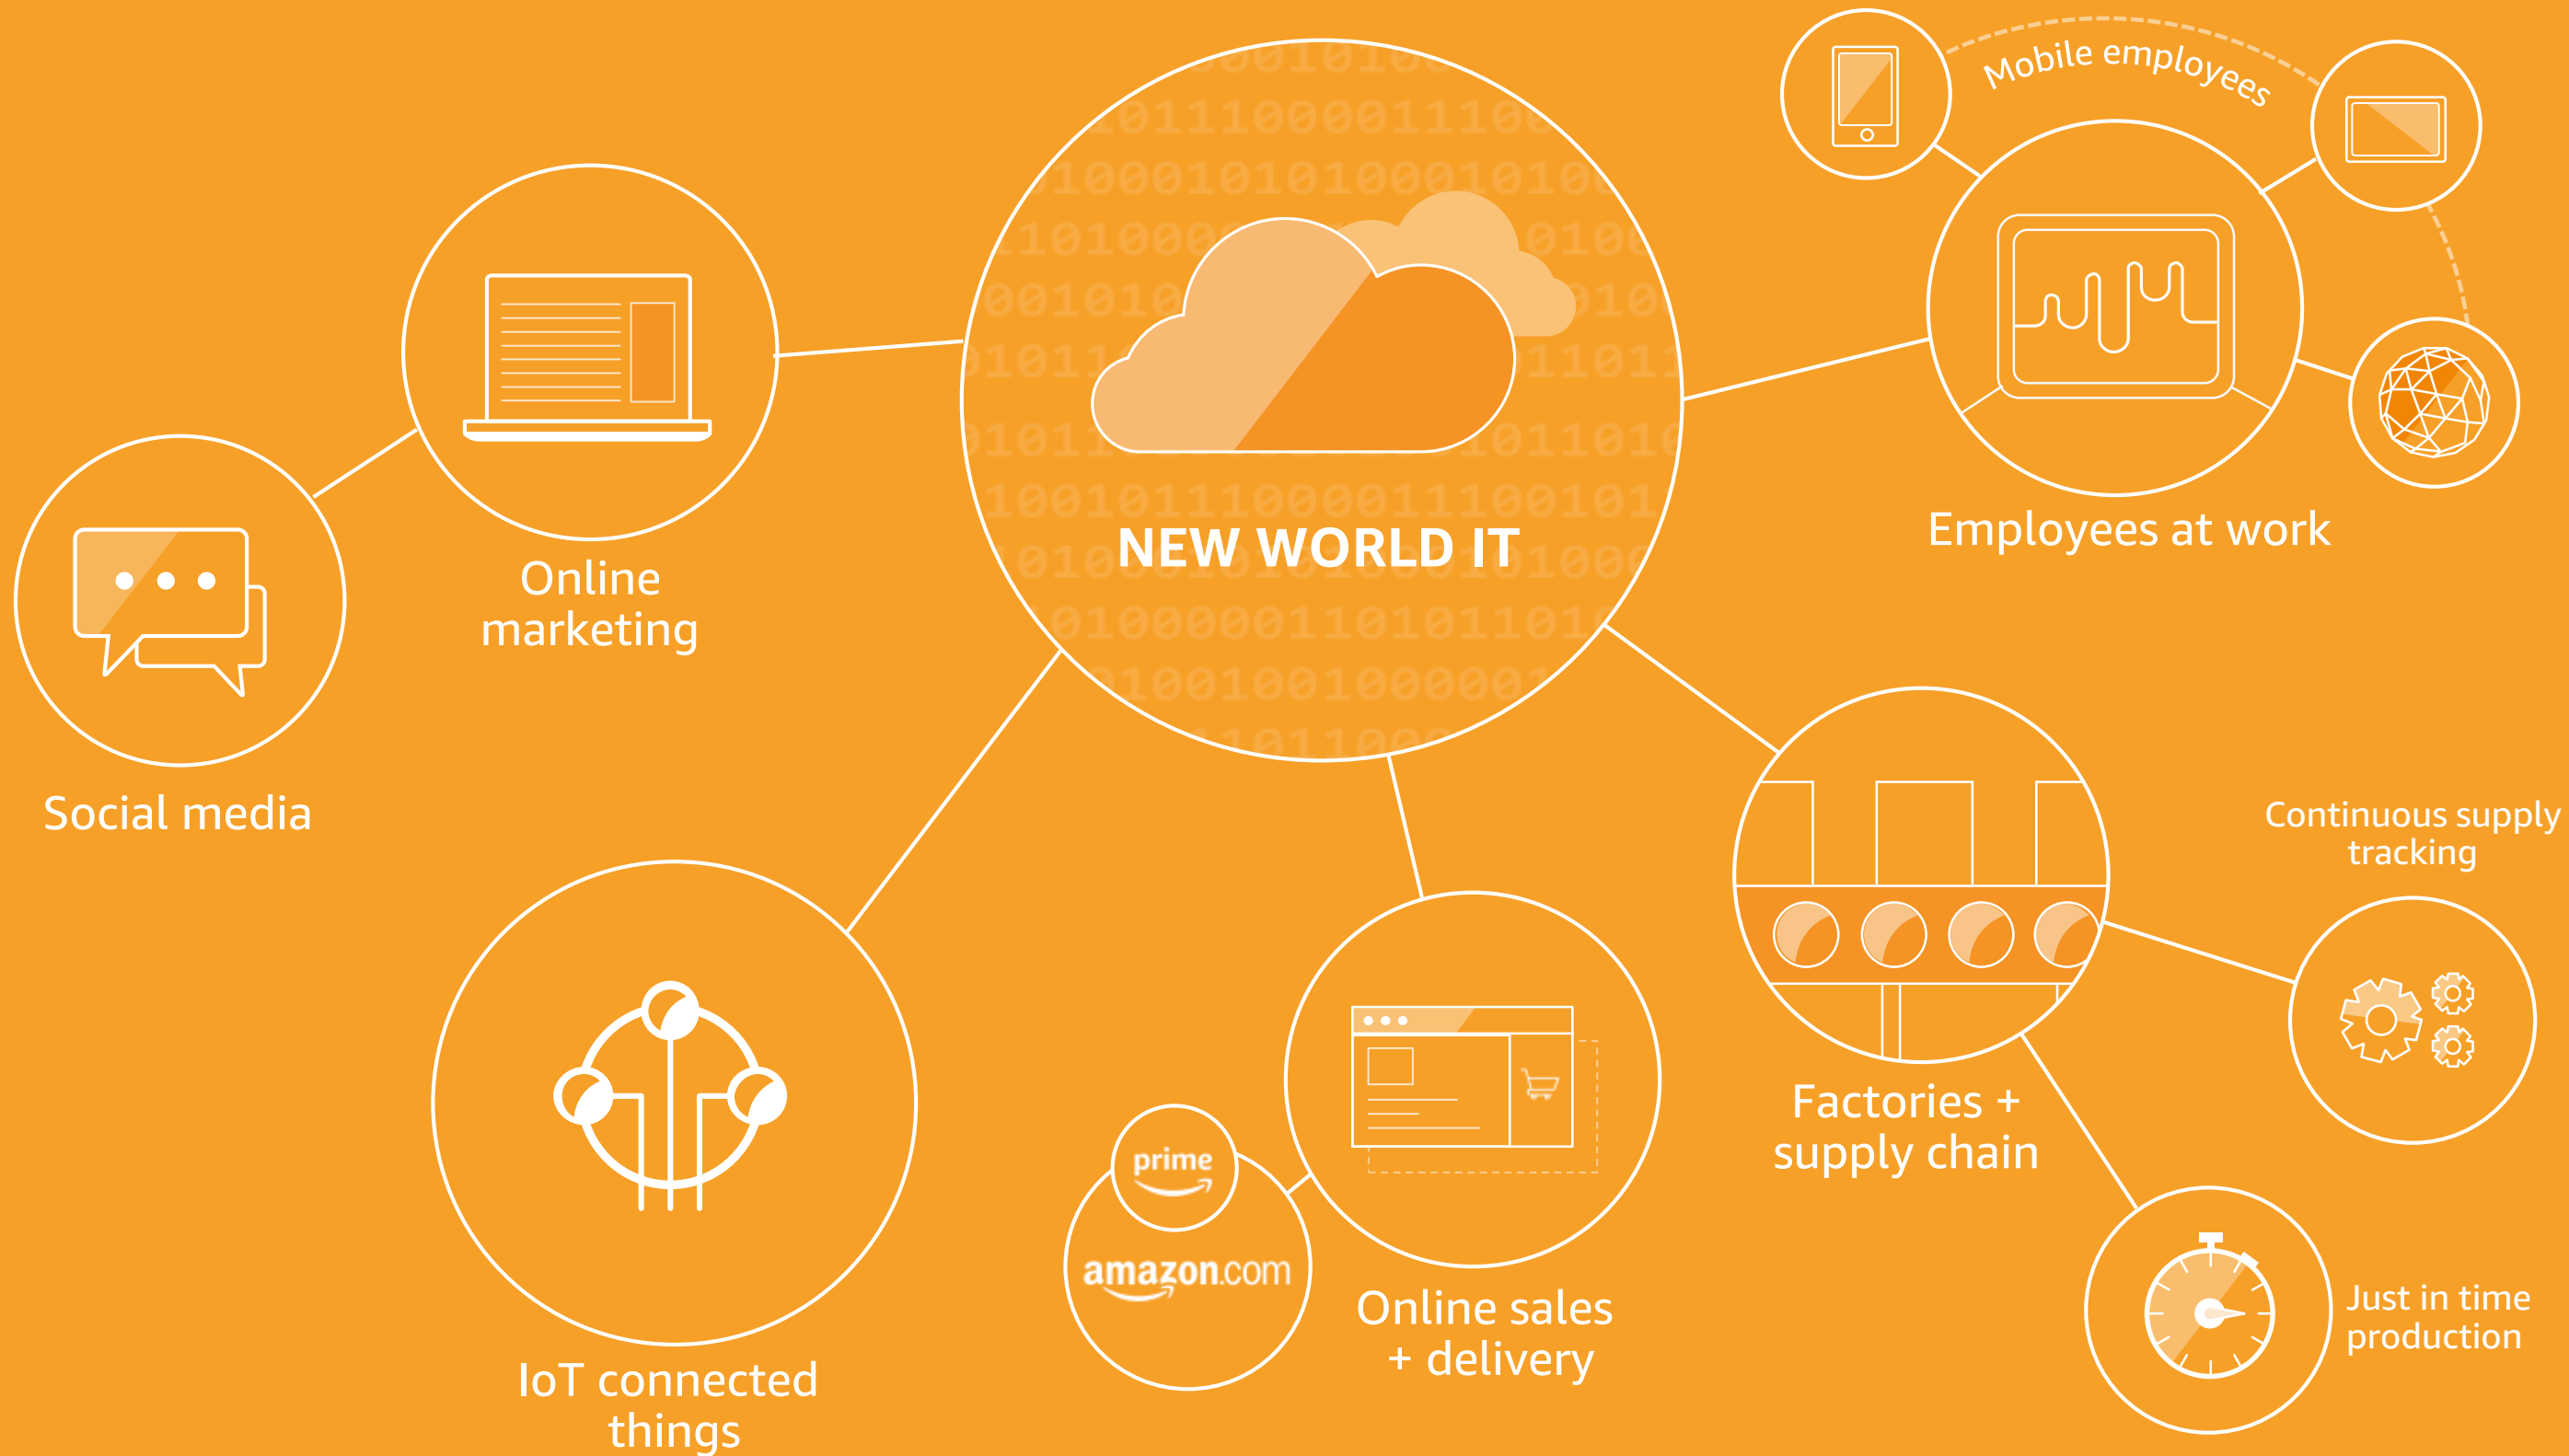 Mobile employees
NEW WORLD IT
Employees at work
Online
marketing
Social media
Continuous supply
tracking
Factories +
supply chain
prime
amazon.com
Online sales
+ delivery
Just in time
production
IoT connected
things